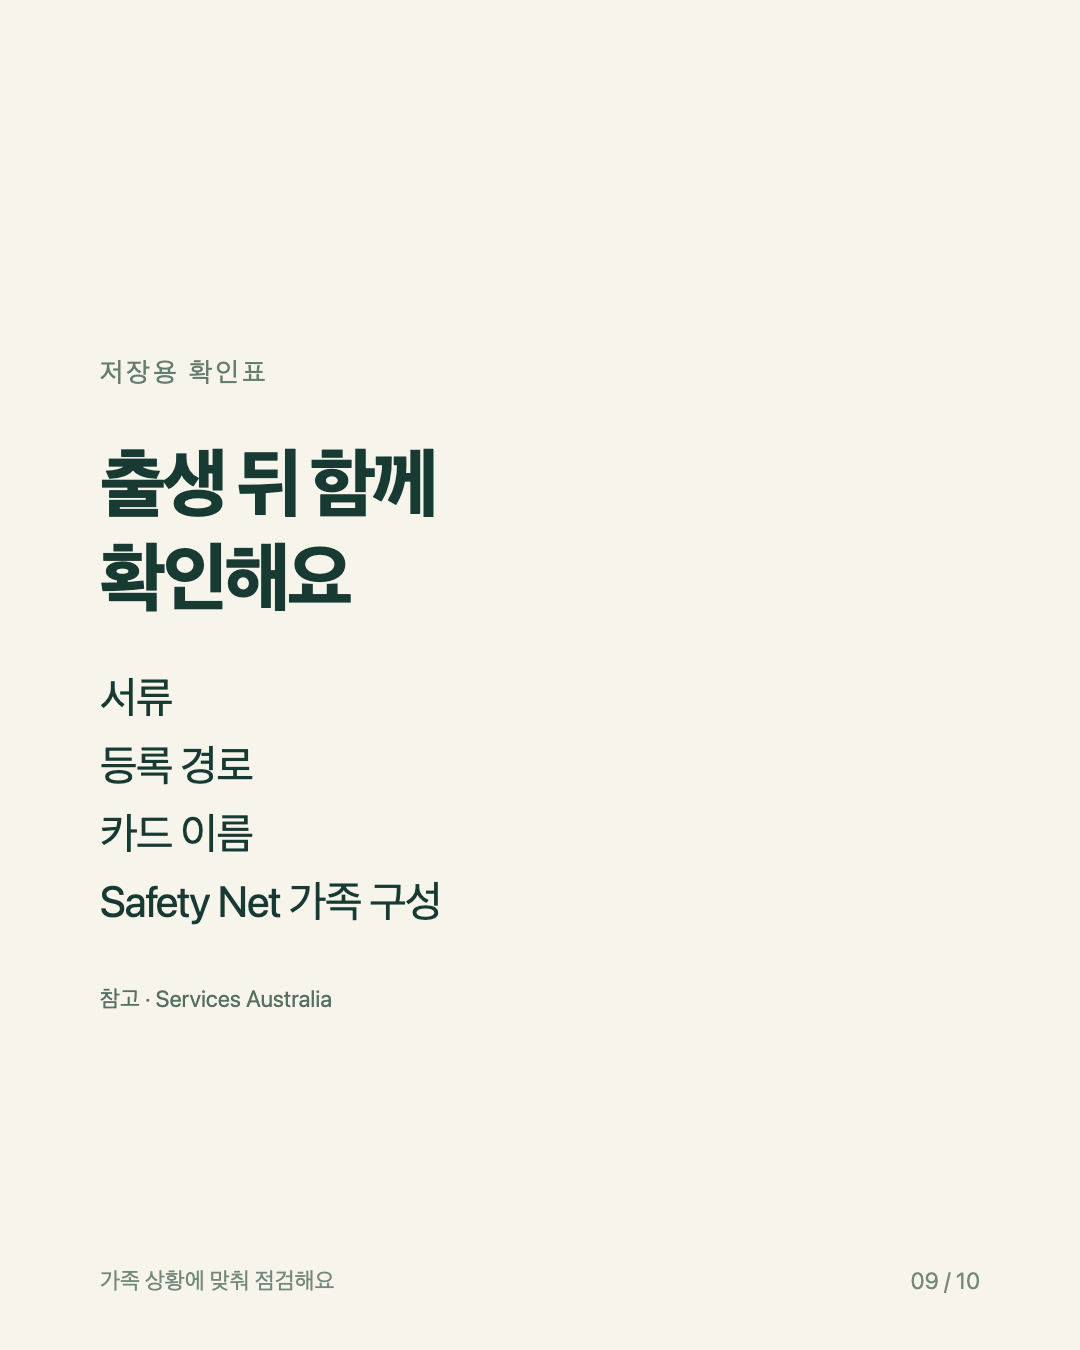 저장용 확인표
출생 뒤 함께
확인해요
서류
등록 경로
카드 이름
Safety Net 가족 구성
참고 · Services Australia
가족 상황에 맞춰 점검해요
09 / 10